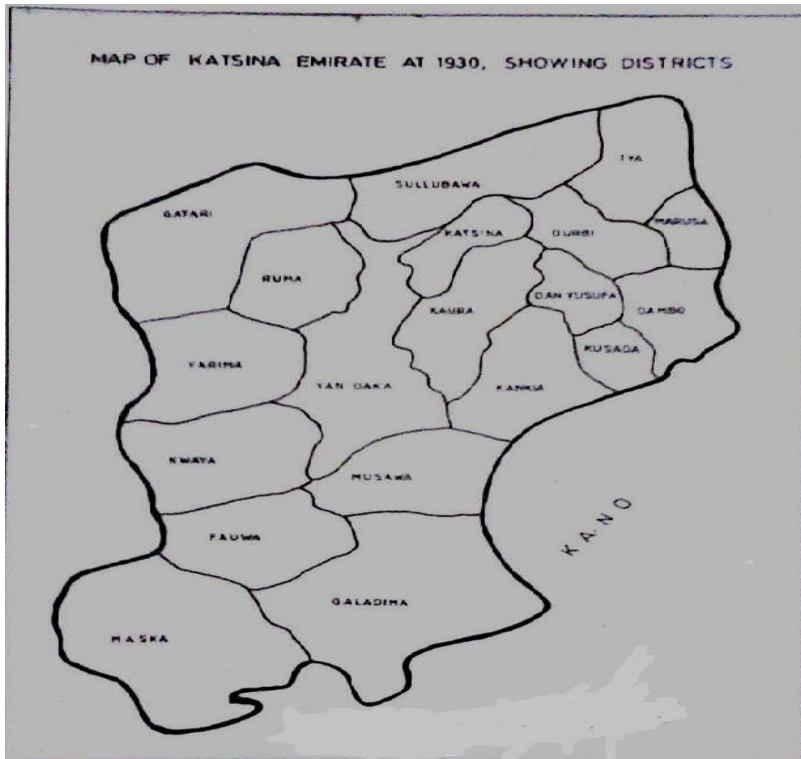 MAP OF KATSINA EMIRATE AT 1930, SHOWING DISTRICTS
IYA
SULLUBAWA
GATARI
MARUSA
KATSINA
DURBI
RUMA
DAN YUSUFA
KAURA
DAMBO
KUSADA
YARIMA
YAN DAKA
KANKIA
KWAYA
MUSAWA
KANO
FAUWA
GALADIMA
MASKA